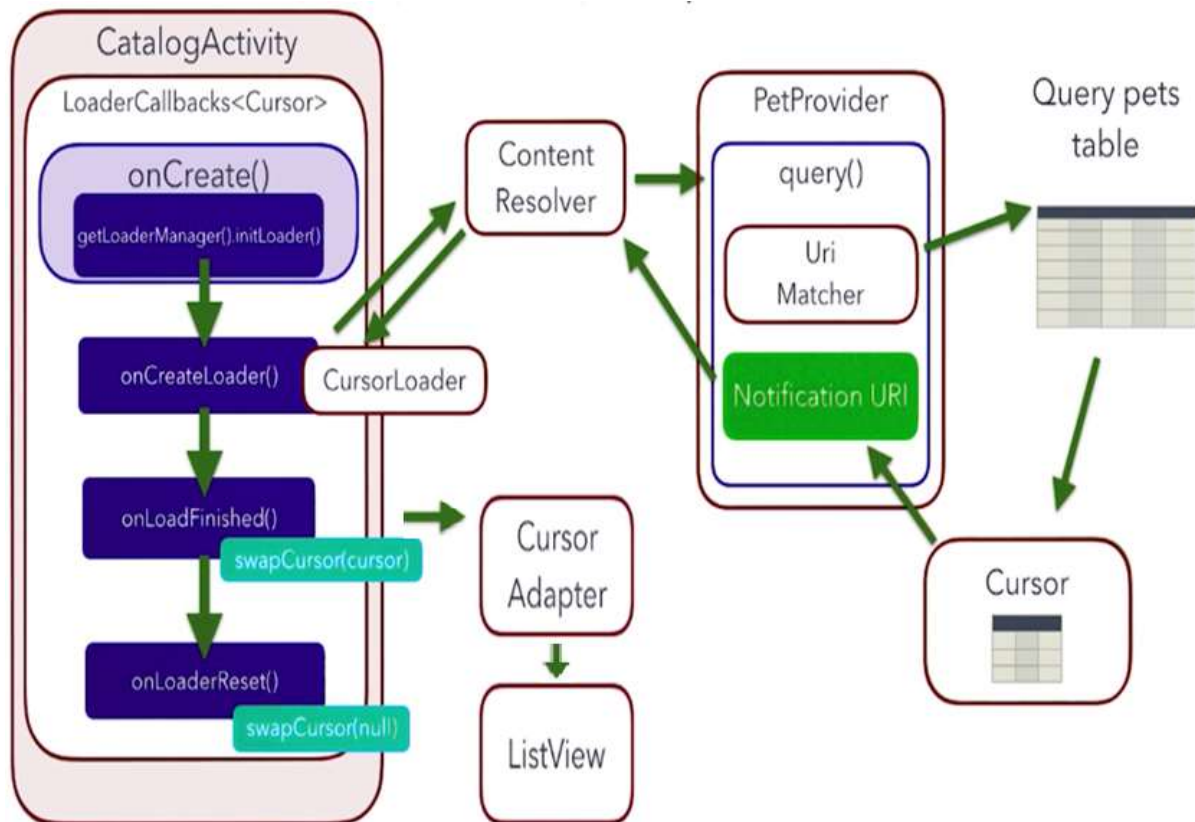 CatalogActivity
LoaderCallbacks<Cursor>
onCreate()
getLoaderManager().initLoader()
onCreateLoader()
CursorLoader
onLoadFinished()
swapCursor(cursor)
onLoaderReset()
swapCursor(null)
Content
Resolver
Cursor
Adapter
ListView
PetProvider
query()
Uri
Matcher
Notification URI
Query pets
table
Cursor